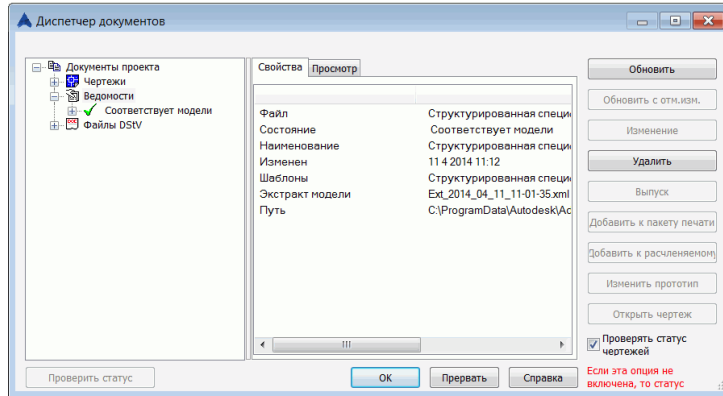 Диспетчер документов
Документы проекта
Чертежи
Ведомости
Соответствует модели
Файлы DStV
Свойства
Просмотр
Файл Структурированная специ
Состояние Соответствует модели
Наименование Структурированная специ
Изменен 11 4 2014 11:12
Шаблоны Структурированная специ
Экстракт модели Ext_2014_04_11_11-01-35.xml
Путь C:\ProgramData\Autodesk\Ac
Обновить
Обновить с отм.изм.
Изменение
Удалить
Выпуск
Добавить к пакету печати
Добавить к расчленяемом
Изменить прототип
Открыть чертеж
Проверять статус
чертежей
Если эта опция не
включена, то статус
Проверить статус
OK
Прервать
Справка